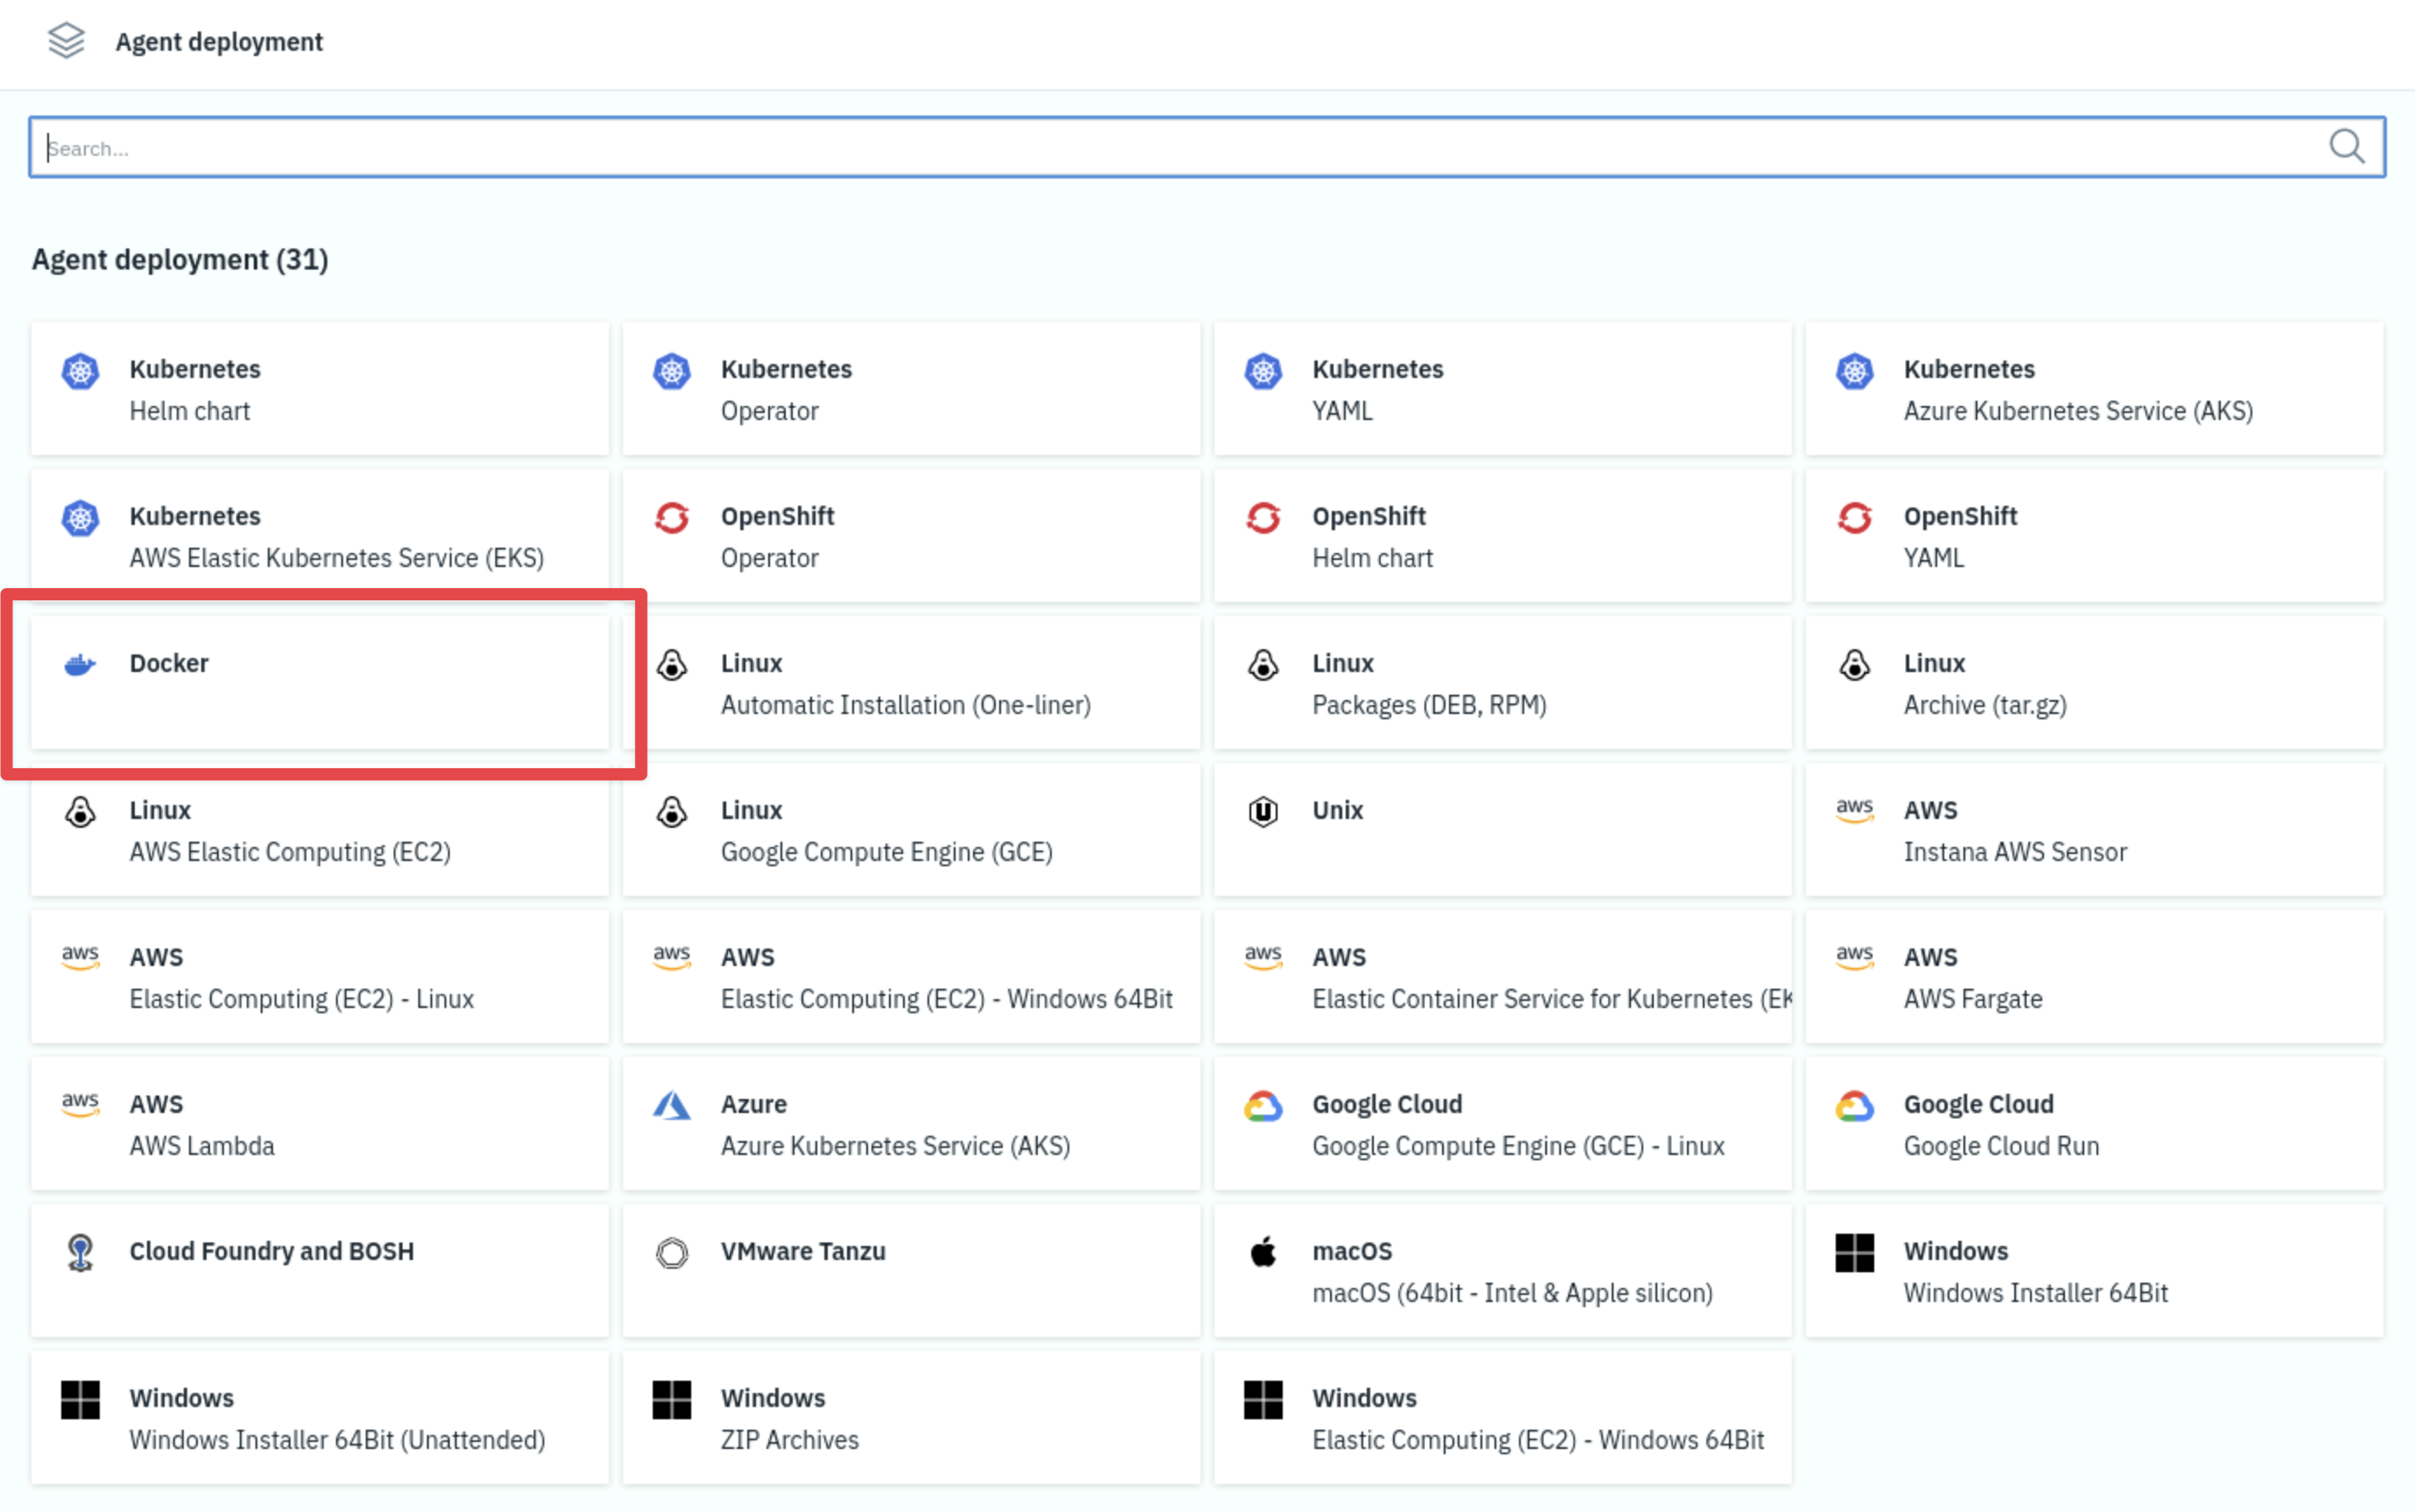 Agent deployment
Search...
Agent deployment (31)
Kubernetes
Helm chart
Kubernetes
Operator
Kubernetes
YAML
Kubernetes
Azure Kubernetes Service (AKS)
Kubernetes
AWS Elastic Kubernetes Service (EKS)
OpenShift
Operator
OpenShift
Helm chart
OpenShift
YAML
Docker
Linux
Automatic Installation (One-liner)
Linux
Packages (DEB, RPM)
Linux
Archive (tar.gz)
Linux
AWS Elastic Computing (EC2)
Linux
Google Compute Engine (GCE)
U
Unix
aws
AWS
Instana AWS Sensor
aws
AWS
Elastic Computing (EC2) - Linux
aws
AWS
Elastic Computing (EC2) - Windows 64Bit
aws
AWS
Elastic Container Service for Kubernetes (EK
aws
AWS
AWS Fargate
aws
AWS
AWS Lambda
Azure
Azure Kubernetes Service (AKS)
Google Cloud
Google Compute Engine (GCE) - Linux
Google Cloud
Google Cloud Run
Cloud Foundry and BOSH
VMware Tanzu
macOS
macOS (64bit - Intel & Apple silicon)
Windows
Windows Installer 64Bit
Windows
Windows Installer 64Bit (Unattended)
Windows
ZIP Archives
Windows
Elastic Computing (EC2) - Windows 64Bit